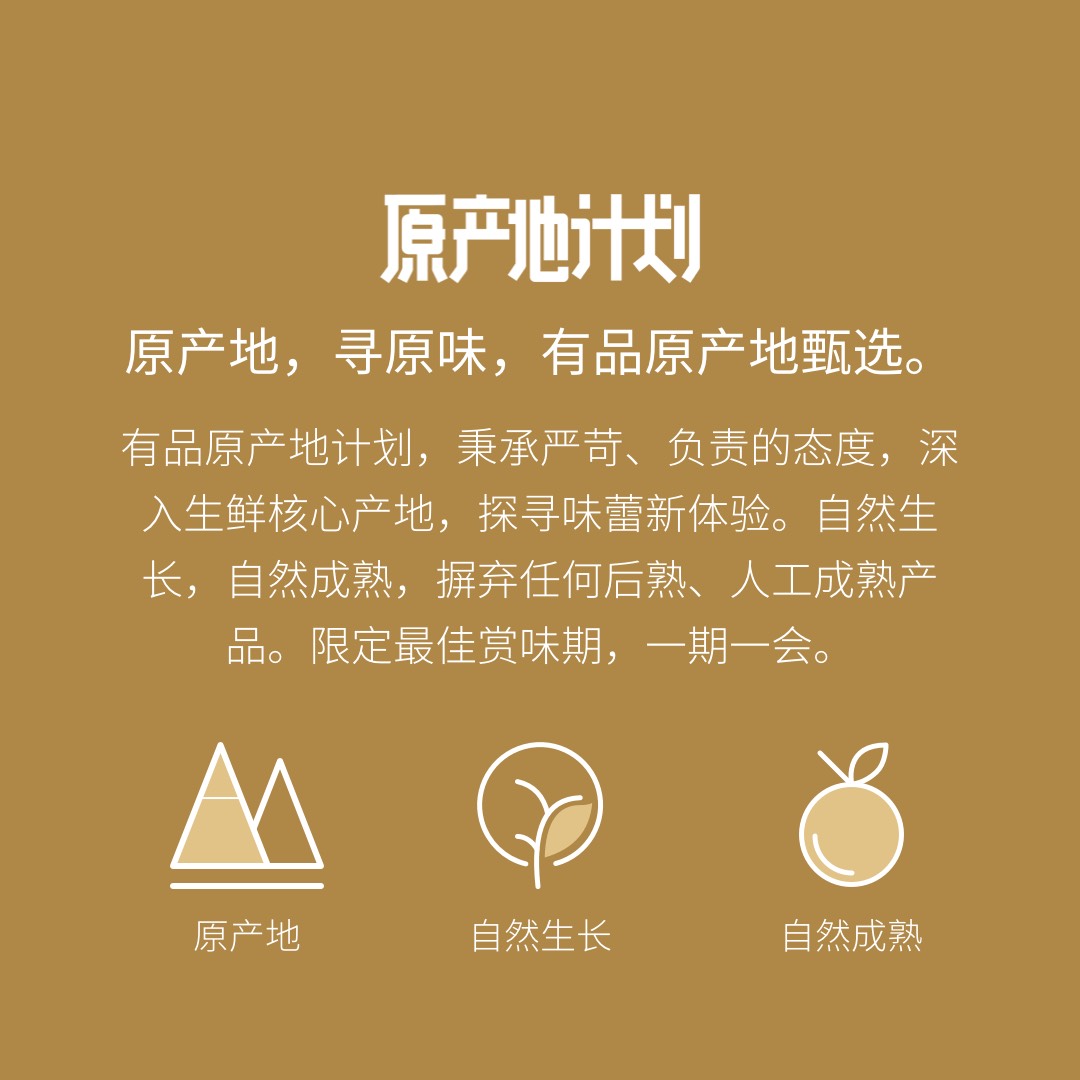 原产地计划
原产地，寻原味，有品原产地甄选。
有品原产地计划，秉承严苛、负责的态度，深
入生鲜核心产地，探寻味蕾新体验。自然生
长，自然成熟，摒弃任何后熟、人工成熟产
品。限定最佳赏味期，一期一会。
原产地
自然生长
自然成熟